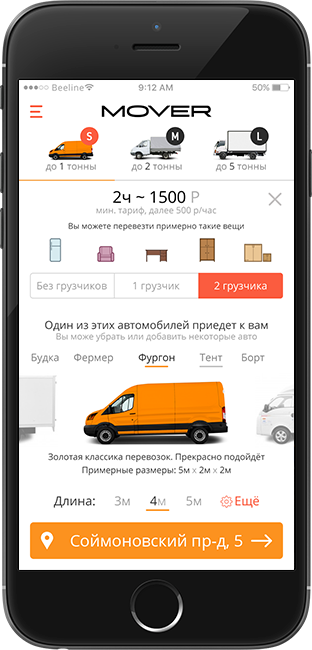 Beeline 9:12 AM 50%
MOVER
S M L
до 1 тонны до 2 тонны до 5 тонны
2ч ~ 1500 Р
мин. тариф, далее 500 р/час
Вы можете перевезти примерно такие вещи
Без грузчиков 1 грузчик 2 грузчика
Один из этих автомобилей приедет к вам
Вы можете убрать или добавить некоторые авто
Будка Фермер Фургон Тент Борт
Золотая классика перевозок. Прекрасно подойдёт
Примерные размеры: 5м x 2м x 2м
Длина: 3м 4м 5м Ещё
Соймоновский пр-д, 5